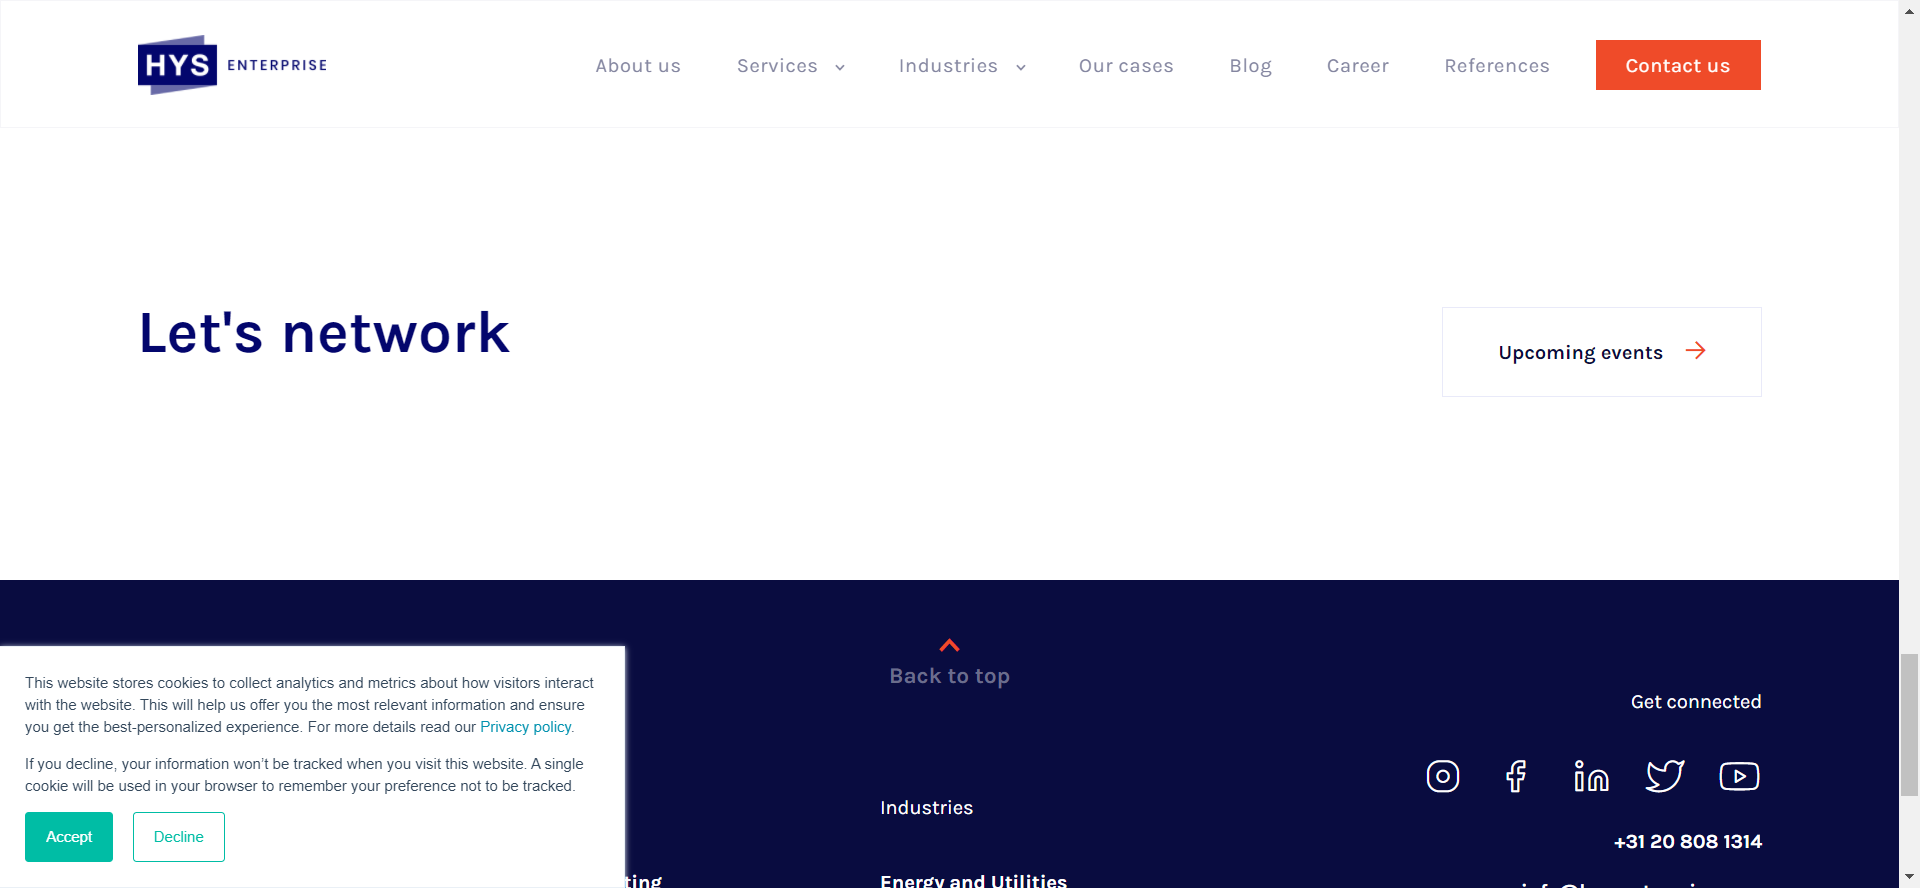 HYS ENTERPRISE
About us Services Industries Our cases Blog Career References Contact us
Let's network
Upcoming events
Back to top
This website stores cookies to collect analytics and metrics about how visitors interact
with the website. This will help us offer you the most relevant information and ensure
you get the best-personalized experience. For more details read our Privacy policy.
If you decline, your information won’t be tracked when you visit this website. A single
cookie will be used in your browser to remember your preference not to be tracked.
Accept Decline
Get connected
Industries
+31 20 808 1314
Energy and Utilities